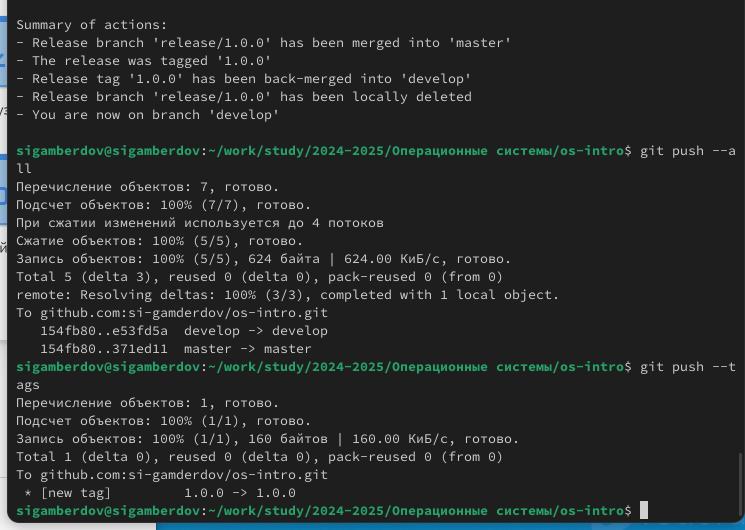 Summary of actions:
- Release branch 'release/1.0.0' has been merged into 'master'
- The release was tagged '1.0.0'
- Release tag '1.0.0' has been back-merged into 'develop'
- Release branch 'release/1.0.0' has been locally deleted
- You are now on branch 'develop'
sigamberdov@sigamberdov:~/work/study/2024-2025/Операционные системы/os-intro$ git push --a
ll
Перечисление объектов: 7, готово.
Подсчет объектов: 100% (7/7), готово.
При сжатии изменений используется до 4 потоков
Сжатие объектов: 100% (5/5), готово.
Запись объектов: 100% (5/5), 624 байта | 624.00 КиБ/с, готово.
Total 5 (delta 3), reused 0 (delta 0), pack-reused 0 (from 0)
remote: Resolving deltas: 100% (3/3), completed with 1 local object.
To github.com:si-gamderdov/os-intro.git
   154fb80..e53fd5a  develop -> develop
   154fb80..371ed11  master -> master
sigamberdov@sigamberdov:~/work/study/2024-2025/Операционные системы/os-intro$ git push --t
ags
Перечисление объектов: 1, готово.
Подсчет объектов: 100% (1/1), готово.
Запись объектов: 100% (1/1), 160 байтов | 160.00 КиБ/с, готово.
Total 1 (delta 0), reused 0 (delta 0), pack-reused 0 (from 0)
To github.com:si-gamderdov/os-intro.git
 * [new tag]         1.0.0 -> 1.0.0
sigamberdov@sigamberdov:~/work/study/2024-2025/Операционные системы/os-intro$